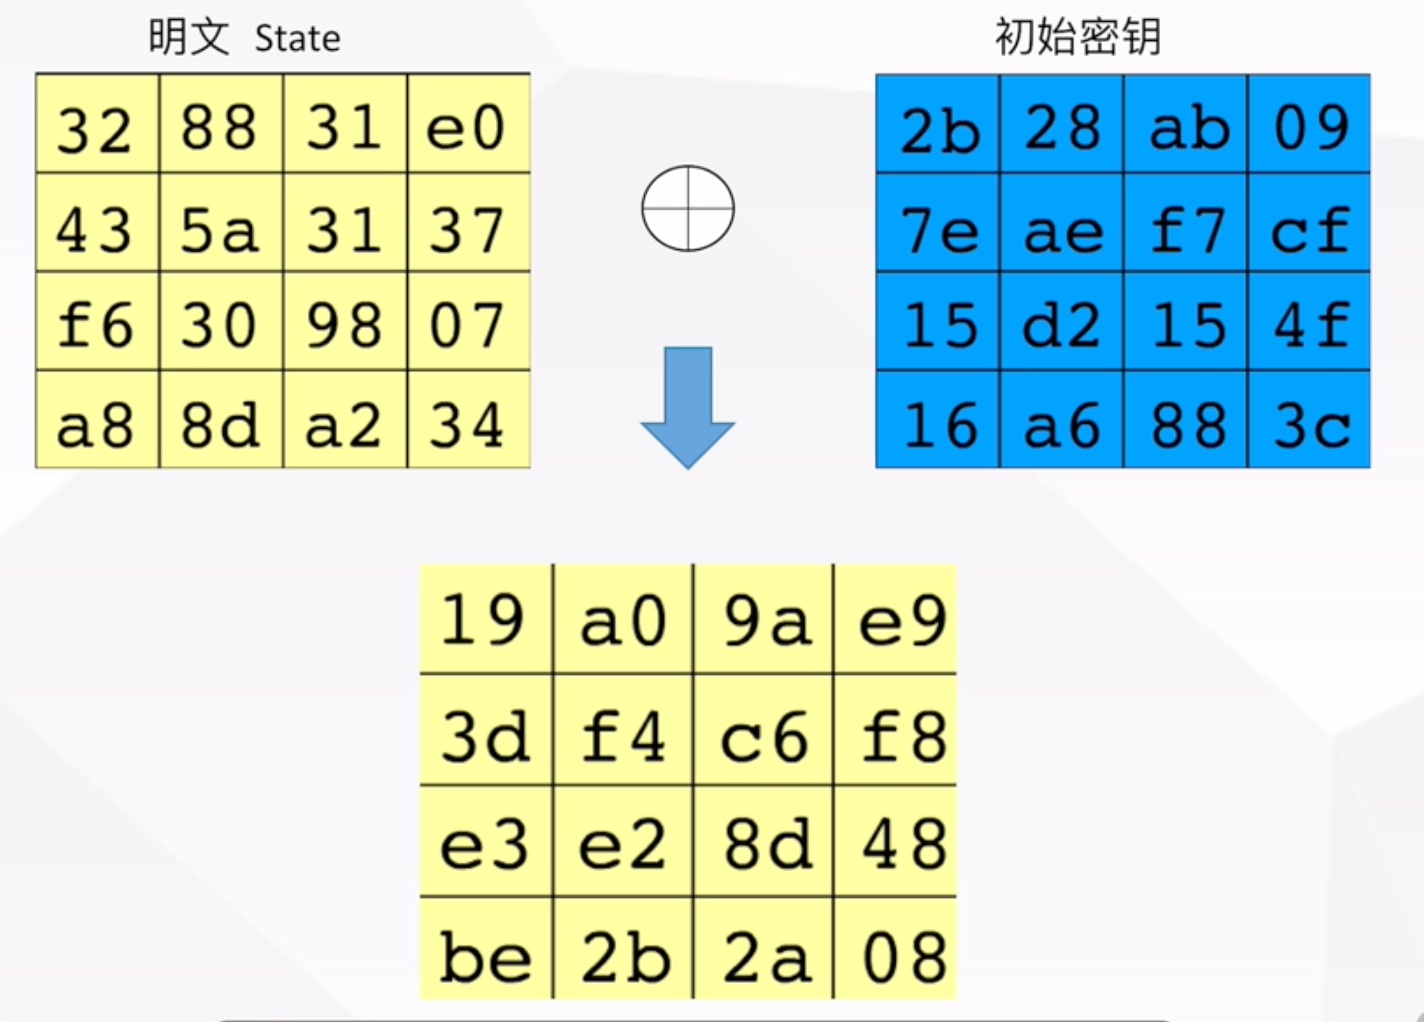 明文 State
初始密钥
32 88 31 e0
43 5a 31 37
f6 30 98 07
a8 8d a2 34
2b 28 ab 09
7e ae f7 cf
15 d2 15 4f
16 a6 88 3c
19 a0 9a e9
3d f4 c6 f8
e3 e2 8d 48
be 2b 2a 08